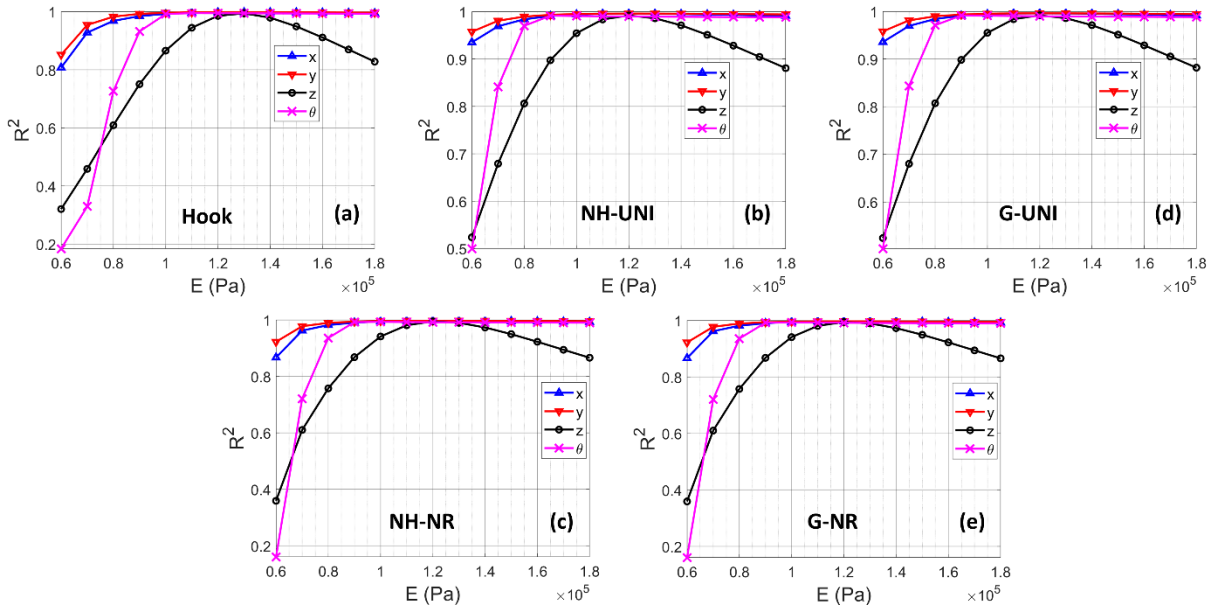 1
0.8
0.6
0.4
0.2
R²
x
y
z
θ
Hook
(a)
0.6 0.8 1 1.2 1.4 1.6 1.8
E (Pa)
×10⁵
1
0.9
0.8
0.7
0.6
0.5
R²
x
y
z
θ
NH-UNI
(b)
0.6 0.8 1 1.2 1.4 1.6 1.8
E (Pa)
×10⁵
1
0.9
0.8
0.7
0.6
0.5
R²
x
y
z
θ
G-UNI
(d)
0.6 0.8 1 1.2 1.4 1.6 1.8
E (Pa)
×10⁵
1
0.8
0.6
0.4
0.2
R²
x
y
z
θ
NH-NR
(c)
0.6 0.8 1 1.2 1.4 1.6 1.8
E (Pa)
×10⁵
1
0.8
0.6
0.4
0.2
R²
x
y
z
θ
G-NR
(e)
0.6 0.8 1 1.2 1.4 1.6 1.8
E (Pa)
×10⁵